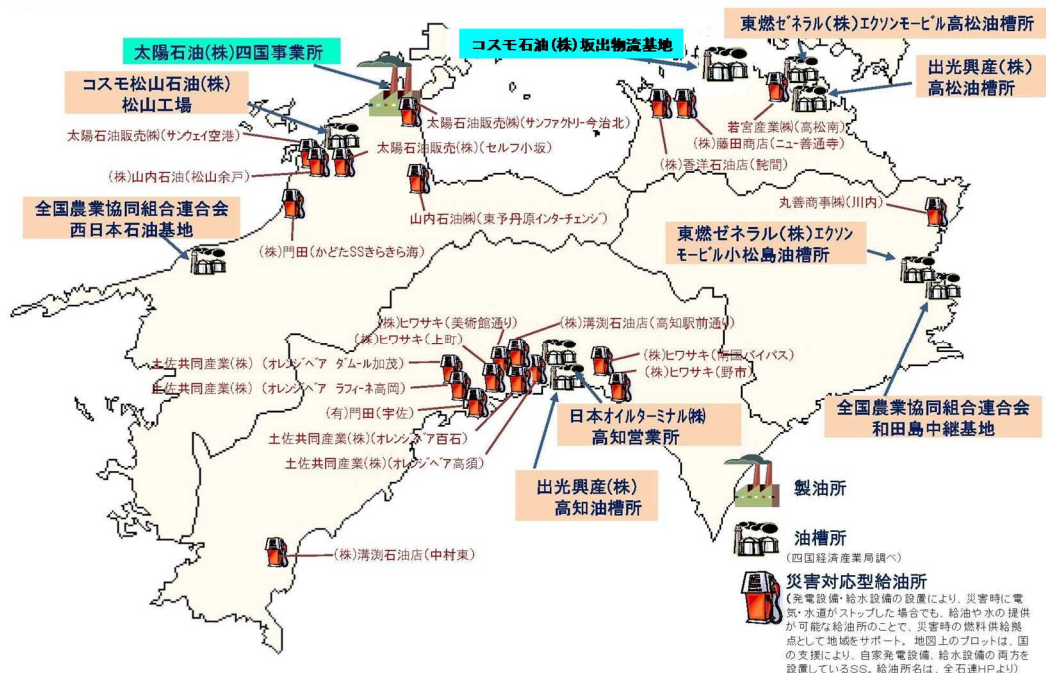 東燃ゼネラル(株)エクソンモービル高松油槽所
コスモ石油(株)坂出物流基地
太陽石油(株)四国事業所
出光興産(株)
高松油槽所
コスモ松山石油(株)
松山工場
太陽石油販売㈱(サンファクトリー今治北)
若宮産業㈱(高松南)
太陽石油販売㈱(サンウェイ空港)
(株)藤田商店(ニュー善通寺)
太陽石油販売(株)(セルフ小坂)
(株)香洋石油店(詫間)
(株)山内石油(松山余戸)
山内石油㈱(東予丹原インターチェンジ)
丸善商事㈱(川内)
全国農業協同組合連合会
西日本石油基地
(株)門田(かどたSSきらきら海)
東燃ゼネラル(株)エクソン
モービル小松島油槽所
(株)ヒワサキ(美術館通り)
(株)溝渕石油店(高知駅前通り)
(株)ヒワサキ(上町)
土佐共同産業(株) (オレンジベア ダムール加茂)
(株)ヒワサキ(南国バイパス)
(株)ヒワサキ(野市)
土佐共同産業(株) (オレンジベア ラフィーネ高岡)
(有)門田(宇佐)
日本オイルターミナル㈱
高知営業所
全国農業協同組合連合会
和田島中継基地
土佐共同産業(株)(オレンジベア百石)
土佐共同産業(株)(オレンジベア高須)
出光興産(株)
高知油槽所
製油所
油槽所
(四国経済産業局調べ)
(株)溝渕石油店(中村東)
災害対応型給油所
(発電設備・給水設備の設置により、災害時に電
気・水道がストップした場合でも、給油や水の提供
が可能な給油所のことで、災害時の燃料供給拠
点として地域をサポート。地図上のプロットは、国
の支援により、自家発電設備、給水設備の両方を
設置しているSS。給油所名は、全石連HPより)